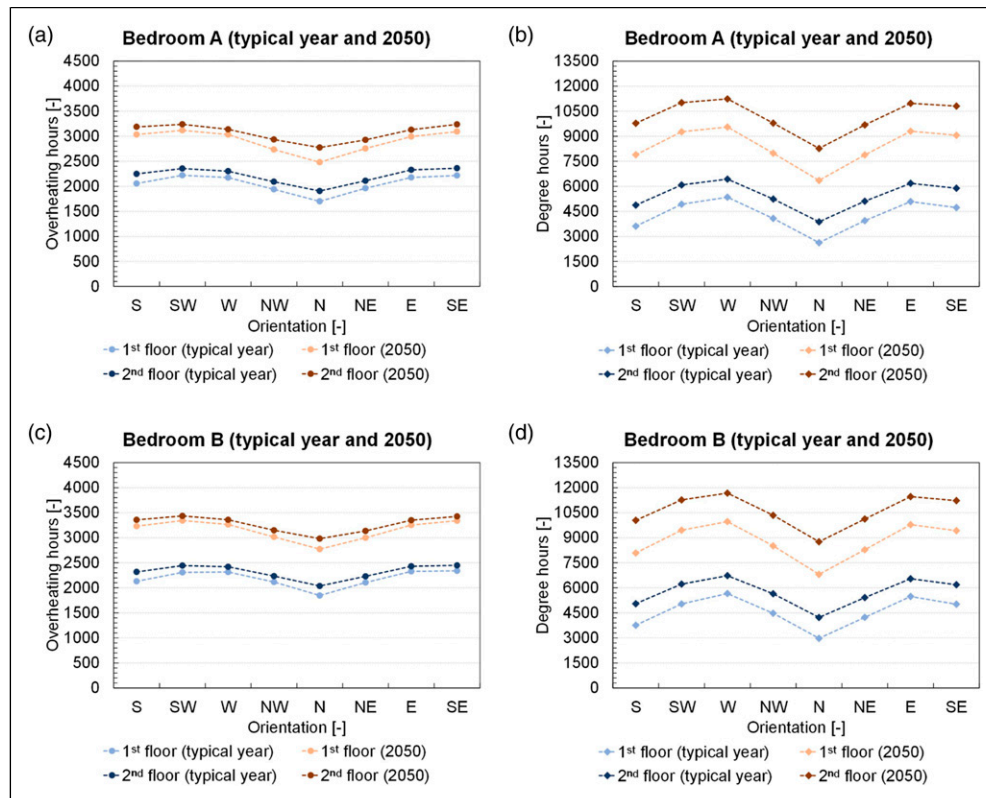 (a)
Bedroom A (typical year and 2050)
Overheating hours [-]
4500
4000
3500
3000
2500
2000
1500
1000
500
0
S SW W NW N NE E SE
Orientation [-]
1st floor (typical year) 1st floor (2050)
2nd floor (typical year) 2nd floor (2050)
(b)
Bedroom A (typical year and 2050)
Degree hours [-]
13500
12000
10500
9000
7500
6000
4500
3000
1500
0
S SW W NW N NE E SE
Orientation [-]
1st floor (typical year) 1st floor (2050)
2nd floor (typical year) 2nd floor (2050)
(c)
Bedroom B (typical year and 2050)
Overheating hours [-]
4500
4000
3500
3000
2500
2000
1500
1000
500
0
S SW W NW N NE E SE
Orientation [-]
1st floor (typical year) 1st floor (2050)
2nd floor (typical year) 2nd floor (2050)
(d)
Bedroom B (typical year and 2050)
Degree hours [-]
13500
12000
10500
9000
7500
6000
4500
3000
1500
0
S SW W NW N NE E SE
Orientation [-]
1st floor (typical year) 1st floor (2050)
2nd floor (typical year) 2nd floor (2050)